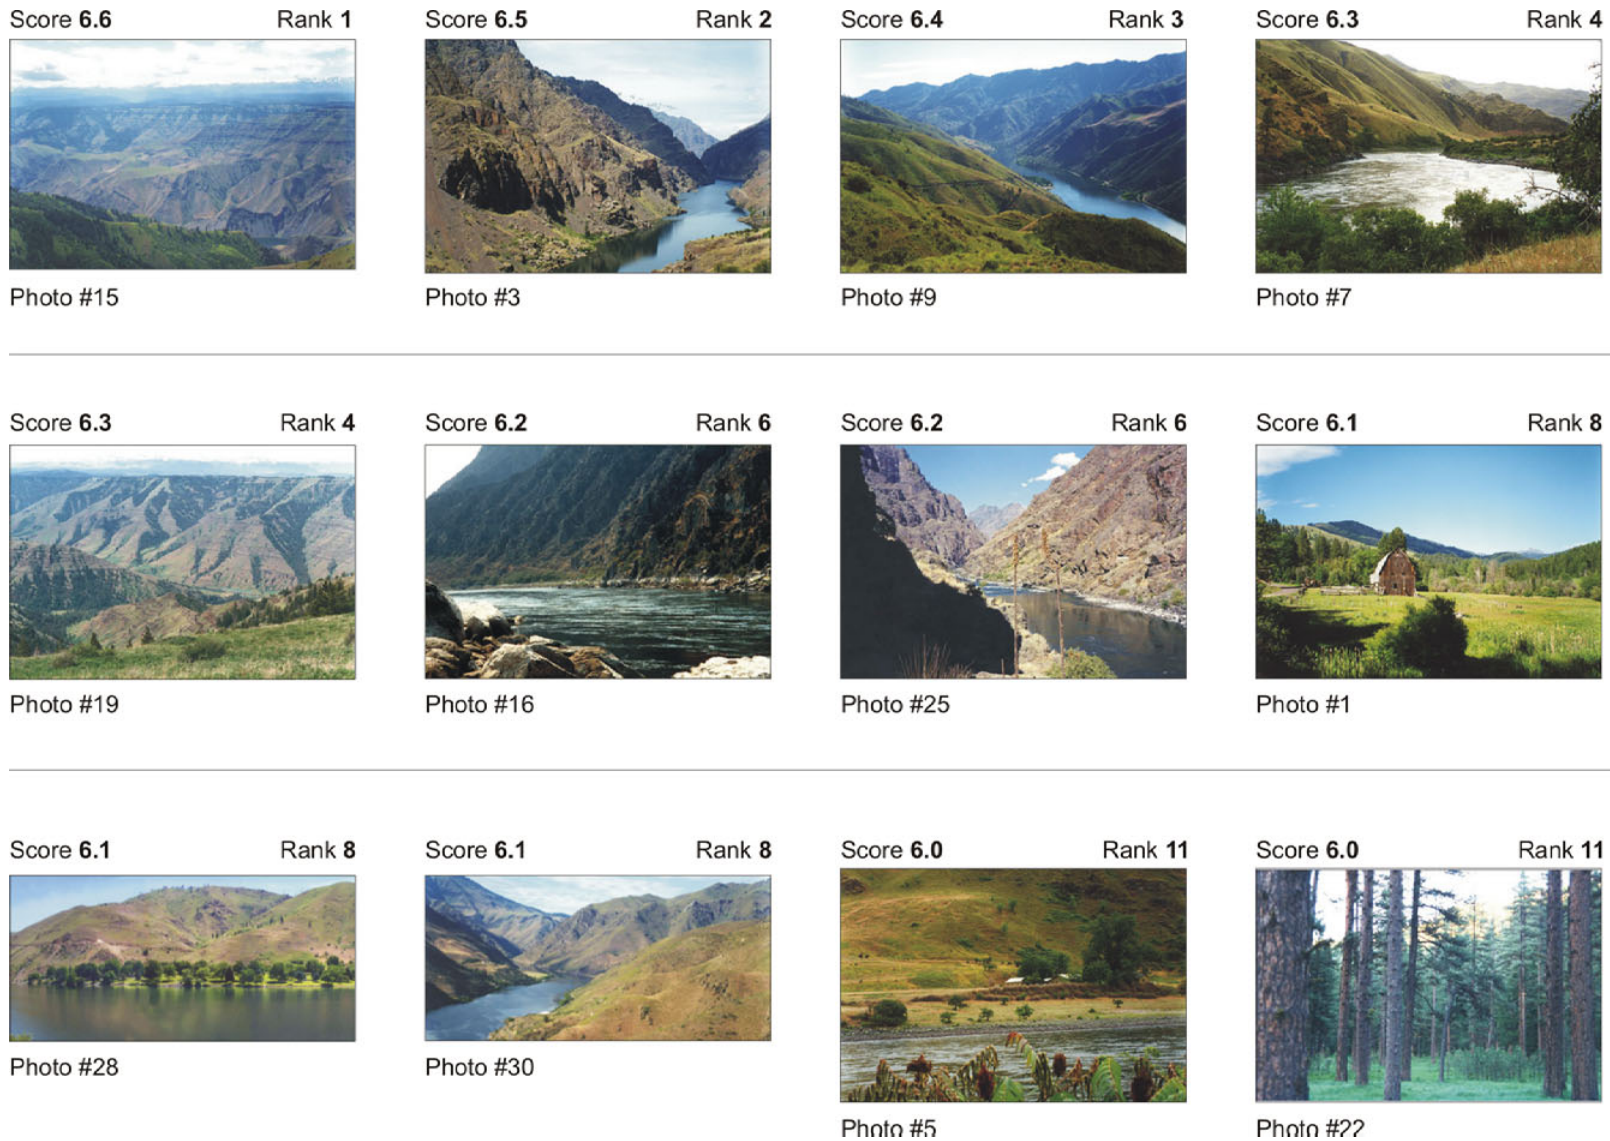 Score 6.6 Rank 1 Score 6.5 Rank 2 Score 6.4 Rank 3 Score 6.3 Rank 4
Photo #15 Photo #3 Photo #9 Photo #7
Score 6.3 Rank 4 Score 6.2 Rank 6 Score 6.2 Rank 6 Score 6.1 Rank 8
Photo #19 Photo #16 Photo #25 Photo #1
Score 6.1 Rank 8 Score 6.1 Rank 8 Score 6.0 Rank 11 Score 6.0 Rank 11
Photo #28 Photo #30
Photo #5 Photo #22